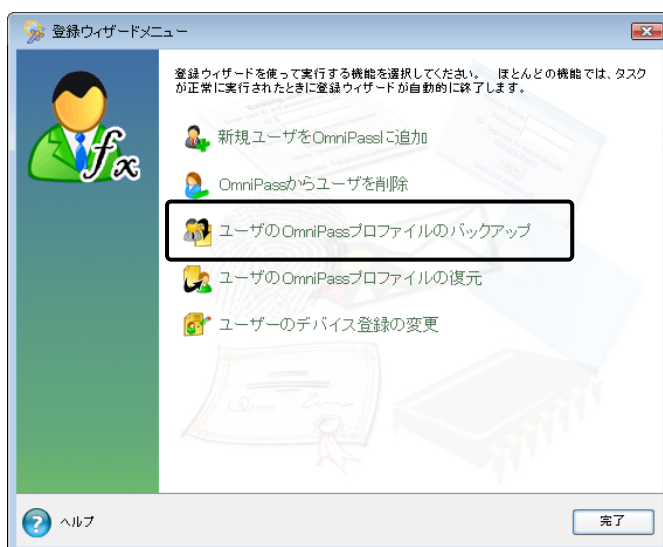 登録ウィザードメニュー
登録ウィザードを使って実行する機能を選択してください。 ほとんどの機能では、タスク
が正常に実行されたときに登録ウィザードが自動的に終了します。
fx
新規ユーザをOmniPassに追加
OmniPassからユーザを削除
ユーザのOmniPassプロファイルのバックアップ
ユーザのOmniPassプロファイルの復元
ユーザーのデバイス登録の変更
ヘルプ
完了